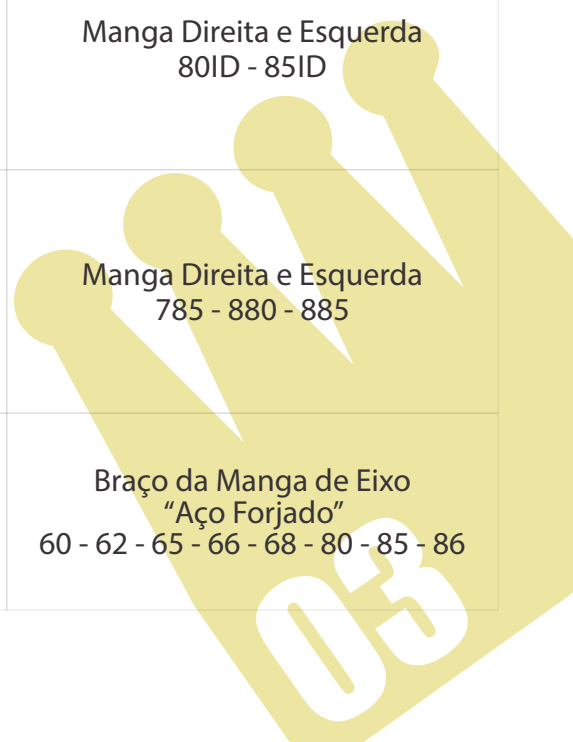 Manga Direita e Esquerda
80ID - 85ID
Manga Direita e Esquerda
785 - 880 - 885
Braço da Manga de Eixo
“Aço Forjado”
60 - 62 - 65 - 66 - 68 - 80 - 85 - 86
03